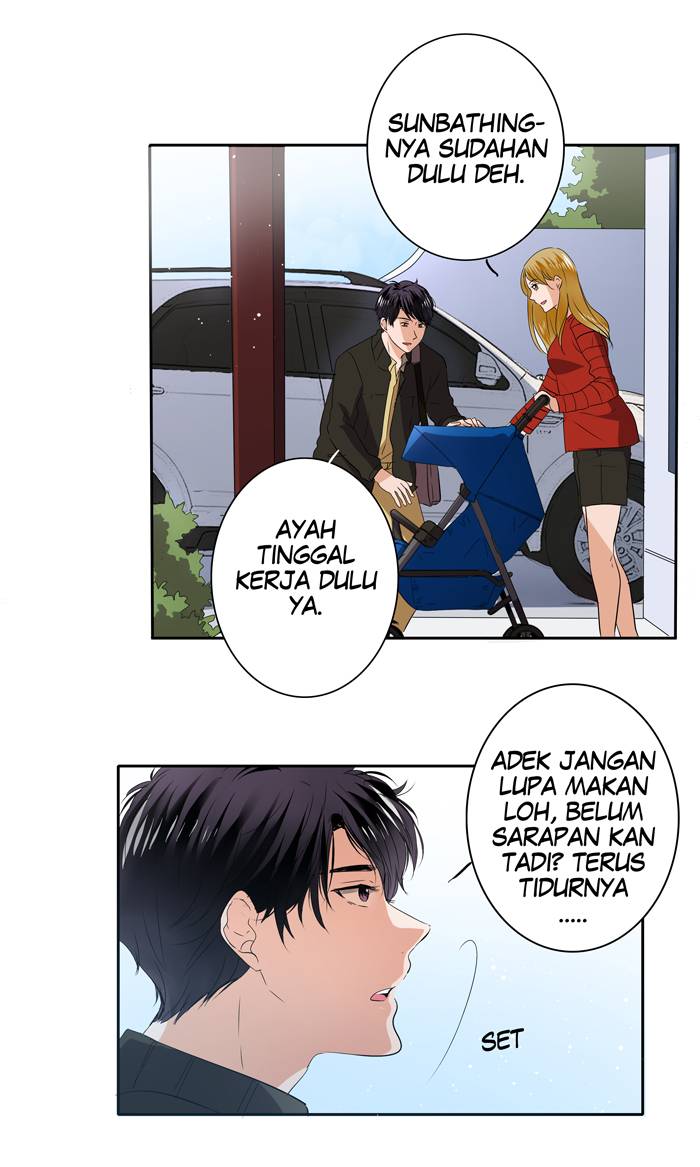 SUNBATHING-
NYA SUDAHAN
DULU DEH.
AYAH
TINGGAL
KERJA DULU
YA.
ADEK JANGAN
LUPA MAKAN
LOH, BELUM
SARAPAN KAN
TADI? TERUS
TIDURNYA
.....
SET